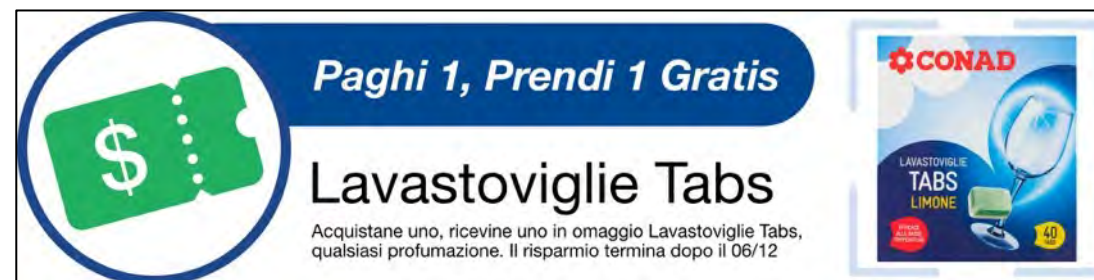 $
Paghi 1, Prendi 1 Gratis
Lavastoviglie Tabs
Acquistane uno, ricevine uno in omaggio Lavastoviglie Tabs,
qualsiasi profumazione. Il risparmio termina dopo il 06/12
CONAD
LAVASTOVIGLIE
TABS
LIMONE
40